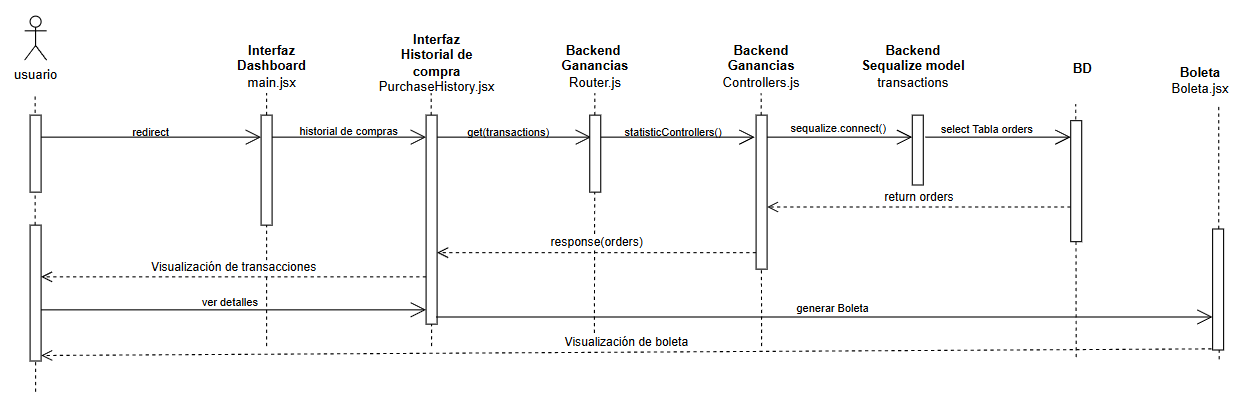 usuario
Interfaz
Dashboard
main.jsx
Interfaz
Historial de
compra
PurchaseHistory.jsx
Backend
Ganancias
Router.js
Backend
Ganancias
Controllers.js
Backend
Sequalize model
transactions
BD
Boleta
Boleta.jsx
redirect
historial de compras
get(transactions)
statisticControllers()
sequalize.connect()
select Tabla orders
return orders
response(orders)
Visualización de transacciones
ver detalles
generar Boleta
Visualización de boleta